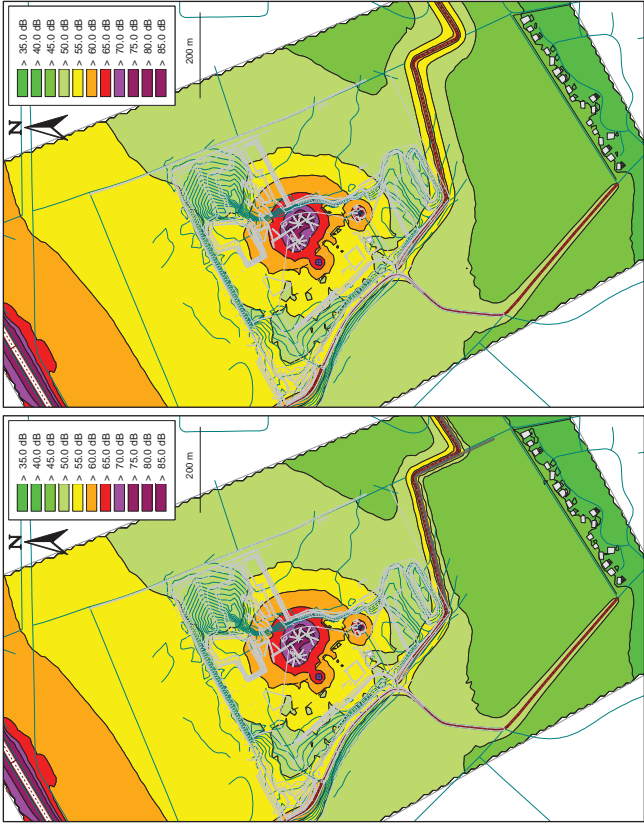 N
> 35.0 dB
> 40.0 dB
> 45.0 dB
> 50.0 dB
> 55.0 dB
> 60.0 dB
> 65.0 dB
> 70.0 dB
> 75.0 dB
> 80.0 dB
> 85.0 dB
200 m
N
> 35.0 dB
> 40.0 dB
> 45.0 dB
> 50.0 dB
> 55.0 dB
> 60.0 dB
> 65.0 dB
> 70.0 dB
> 75.0 dB
> 80.0 dB
> 85.0 dB
200 m